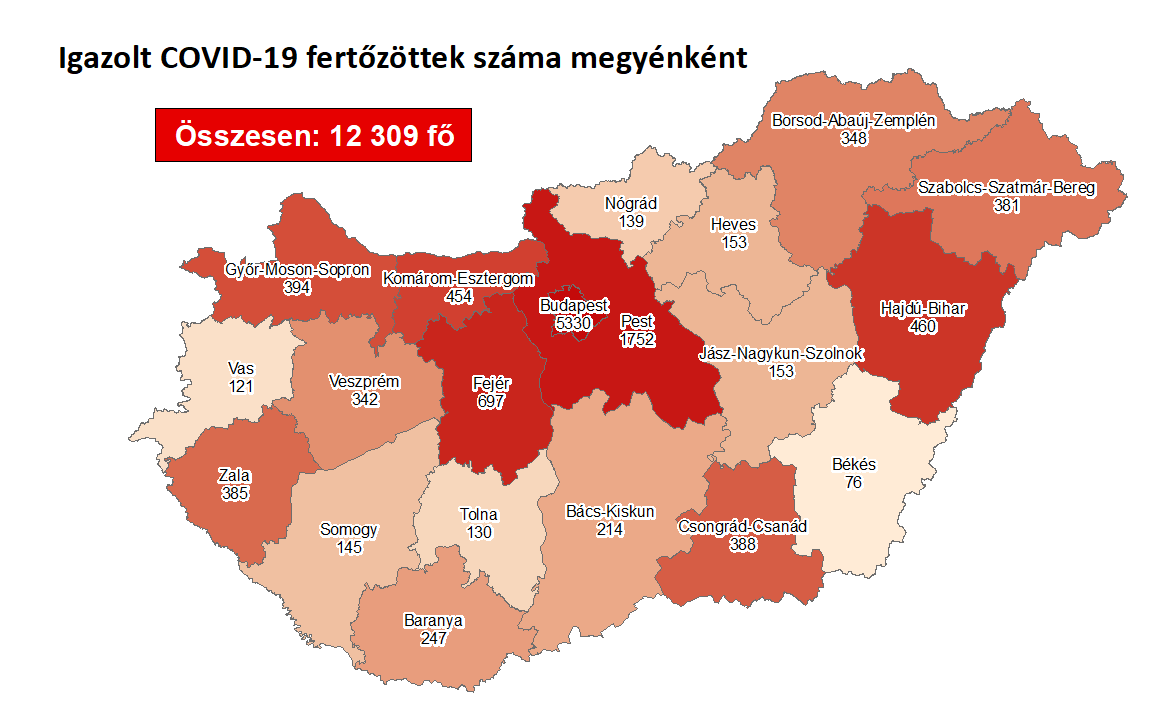 Igazolt COVID-19 fertőzöttek száma megyénként
Összesen: 12 309 fő
Borsod-Abaúj-Zemplén
348
Szabolcs-Szatmár-Bereg
381
Nógrád
139
Heves
153
Győr-Moson-Sopron
394
Komárom-Esztergom
454
Budapest
5330
Pest
1752
Hajdú-Bihar
460
Jász-Nagykun-Szolnok
153
Vas
121
Veszprém
342
Fejér
697
Zala
385
Békés
76
Somogy
145
Tolna
130
Bács-Kiskun
214
Csongrád-Csanád
388
Baranya
247